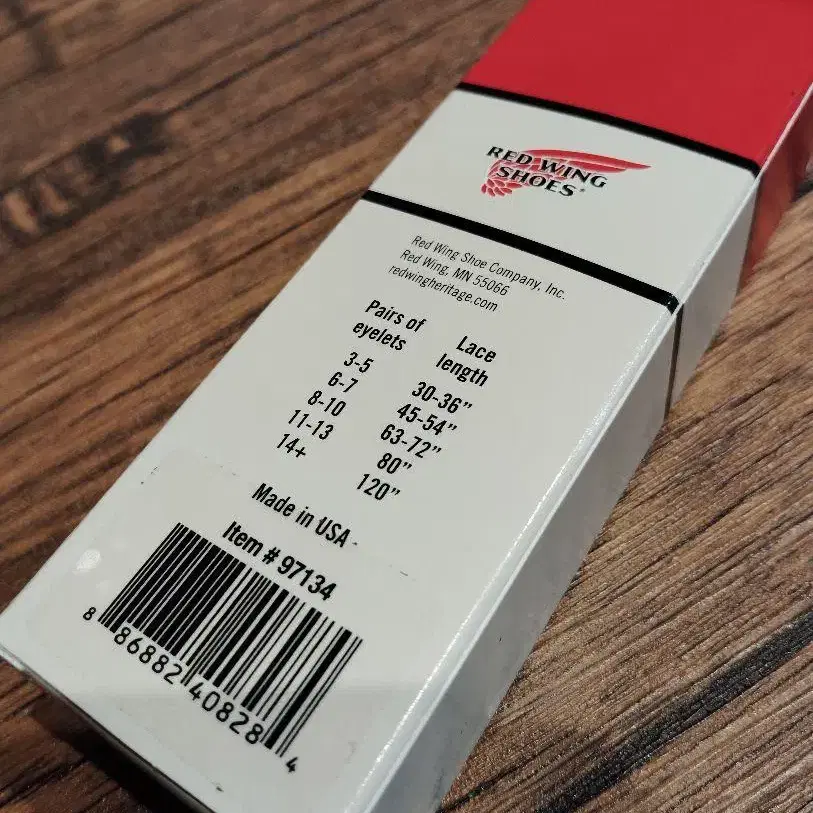 RED WING
SHOES
Red Wing Shoe Company, Inc.
Red Wing, MN 55066
redwingheritage.com
Pairs of eyelets Lace length
3-5 30-36”
6-7 45-54”
8-10 63-72”
11-13 80”
14+ 120”
Made in USA
Item # 97134
8 86882 40828 4